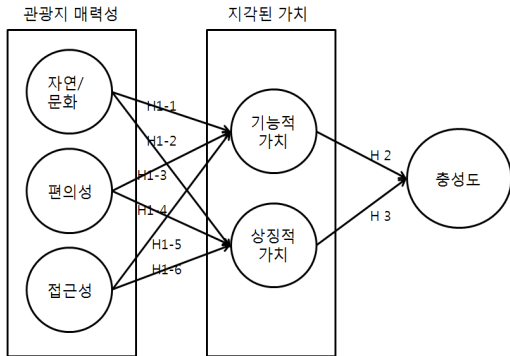 관광지 매력성
지각된 가치
자연/
문화
편의성
접근성
H1-1
H1-2
H1-3
H1-4
H1-5
H1-6
기능적
가치
상징적
가치
H 2
H 3
충성도